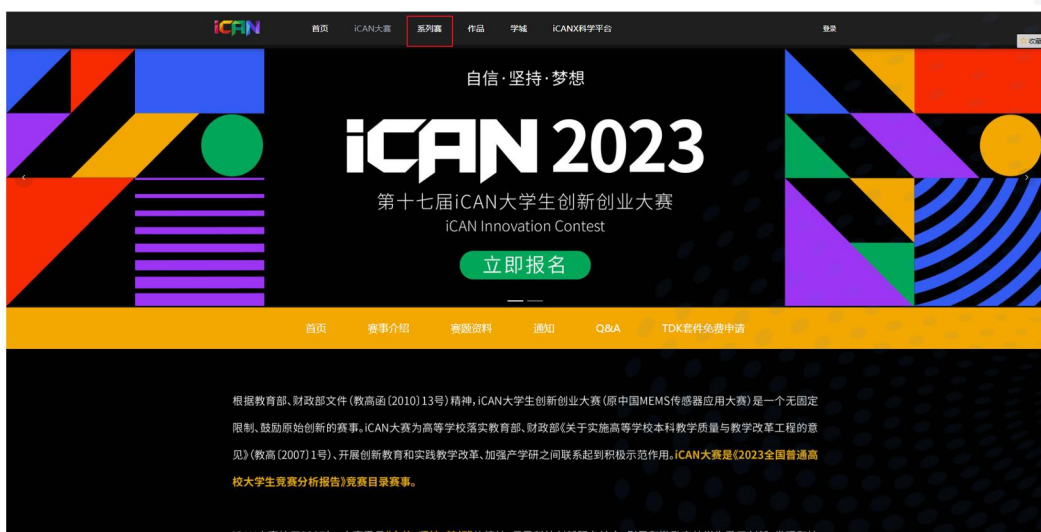 iCAN
首页 iCAN大赛 系列赛 作品 学城 iCANX科学平台 登录
收藏
自信·坚持·梦想
iCAN 2023
第十七届iCAN大学生创新创业大赛
iCAN Innovation Contest
立即报名
首页 赛事介绍 赛题资料 通知 Q&A TDK套件免费申请
根据教育部、财政部文件(教高函〔2010〕13号)精神,iCAN大学生创新创业大赛(原中国MEMS传感器应用大赛)是一个无固定
限制、鼓励原始创新的赛事。iCAN大赛为高等学校落实教育部、财政部《关于实施高等学校本科教学质量与教学改革工程的意
见》(教高〔2007〕1号)、开展创新教育和实践教学改革、加强产学研之间联系起到积极示范作用。iCAN大赛是《2023全国普通高
校大学生竞赛分析报告》竞赛目录赛事。